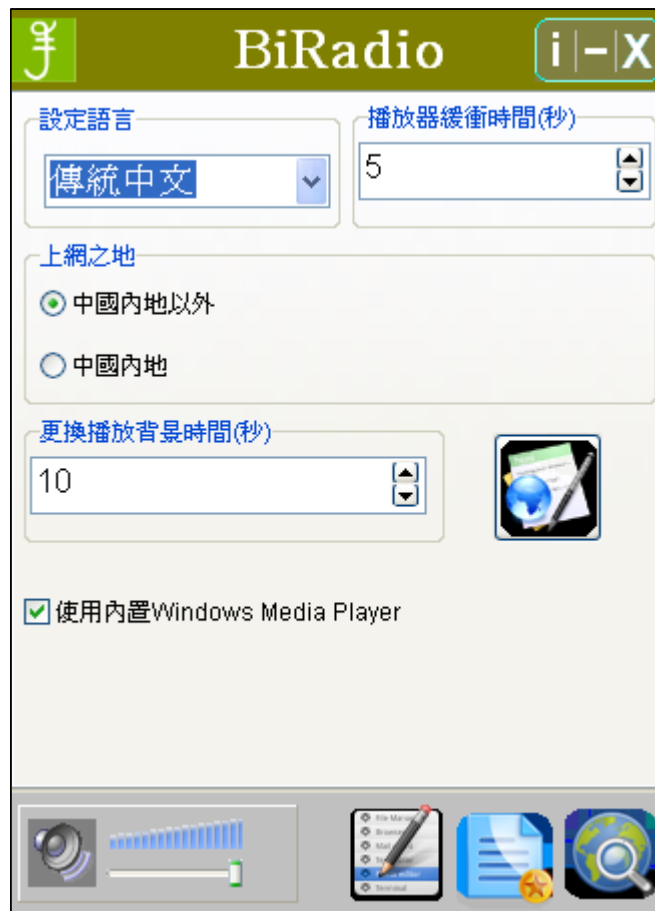 BiRadio
i
設定語言
播放器緩衝時間(秒)
傳統中文
5
上網之地
中國內地以外
中國內地
更換播放背景時間(秒)
10
使用內置Windows Media Player
Terminal